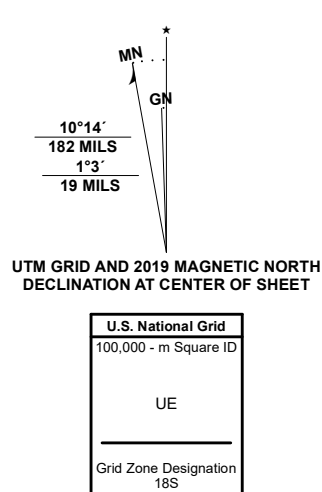 ★
MN
GN
10°14´
182 MILS
1°3´
19 MILS
UTM GRID AND 2019 MAGNETIC NORTH
DECLINATION AT CENTER OF SHEET
U.S. National Grid
100,000 - m Square ID
UE
Grid Zone Designation
18S